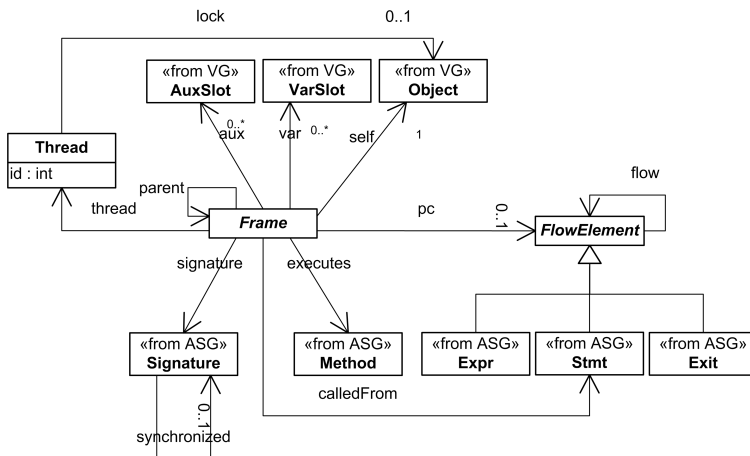 lock
0..1
«from VG»
AuxSlot
«from VG»
VarSlot
«from VG»
Object
0..*
aux
var
0..*
self
1
Thread
id : int
parent
thread
Frame
pc
0..1
flow
FlowElement
signature
executes
«from ASG»
Signature
«from ASG»
Method
«from ASG»
Expr
«from ASG»
Stmt
«from ASG»
Exit
calledFrom
0..1
synchronized